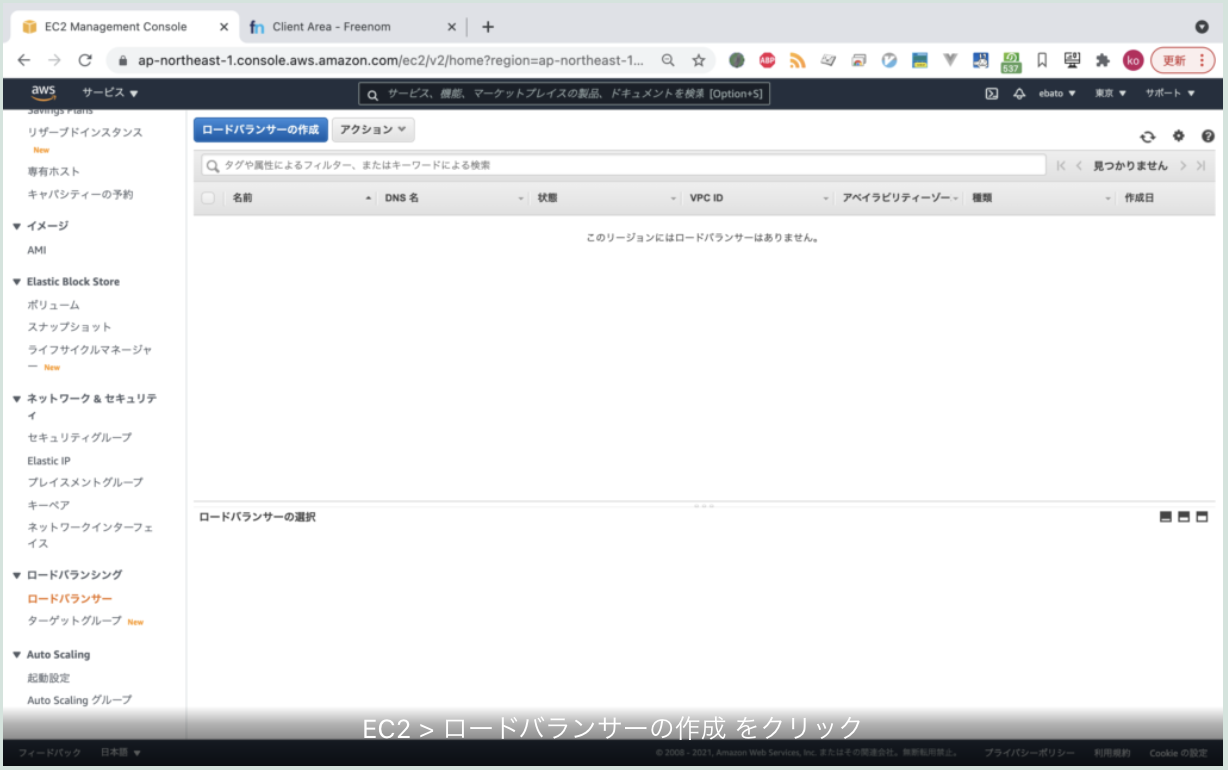 EC2 Management Console
Client Area - Freenom
ap-northeast-1.console.aws.amazon.com/ec2/v2/home?region=ap-northeast-1...
ABP
537
ko
更新
aws
サービス
サービス、機能、マーケットプレイスの製品、ドキュメントを検索 [Option+S]
ebato
東京
サポート
Savings Plans
リザーブドインスタンス
New
専有ホスト
キャパシティーの予約
イメージ
AMI
Elastic Block Store
ボリューム
スナップショット
ライフサイクルマネージャ
ー New
ネットワーク & セキュリテ
ィ
セキュリティグループ
Elastic IP
プレイスメントグループ
キーペア
ネットワークインターフェ
イス
ロードバランシング
ロードバランサー
ターゲットグループ New
Auto Scaling
起動設定
Auto Scaling グループ
ロードバランサーの作成
アクション
タグや属性によるフィルター、またはキーワードによる検索
見つかりません
名前
DNS 名
状態
VPC ID
アベイラビリティーゾー
種類
作成日
このリージョンにはロードバランサーはありません。
ロードバランサーの選択
EC2 > ロードバランサーの作成 をクリック
フィードバック
日本語
© 2008 - 2021, Amazon Web Services, Inc. またはその関連会社。無断転用禁止。
プライバシーポリシー
利用規約
Cookie の設定